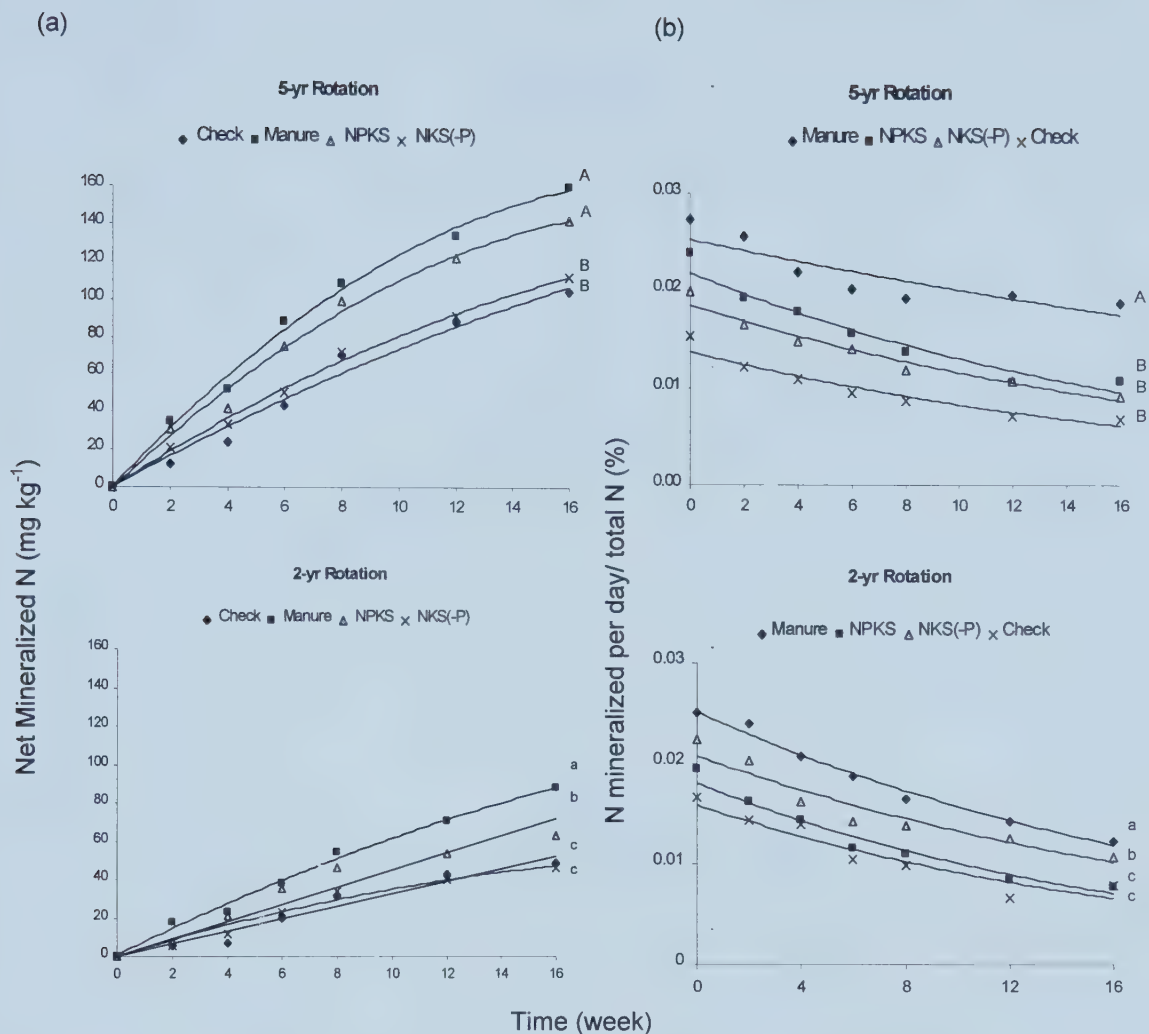 (a)
(b)
5-yr Rotation
◆ Check ■ Manure △ NPKS × NKS(-P)
160
140
120
100
80
60
40
20
0
0 2 4 6 8 10 12 14 16
A
A
B
B
5-yr Rotation
◆ Manure ■ NPKS △ NKS(-P) × Check
0.03
0.02
0.01
0.00
0 2 4 6 8 10 12 14 16
A
B
B
B
2-yr Rotation
◆ Check ■ Manure △ NPKS × NKS(-P)
160
140
120
100
80
60
40
20
0
0 2 4 6 8 10 12 14 16
a
b
c
c
2-yr Rotation
◆ Manure ■ NPKS △ NKS(-P) × Check
0.03
0.02
0.01
0
0 2 4 6 8 10 12 14 16
a
b
c
c
Net Mineralized N (mg kg⁻¹)
N mineralized per day/ total N (%)
Time (week)